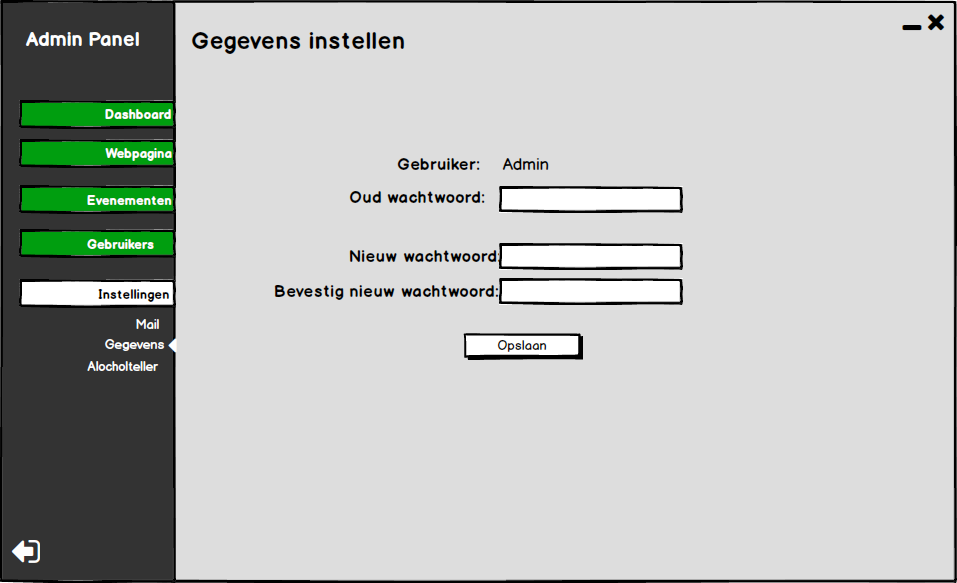 Admin Panel
Gegevens instellen
Dashboard
Webpagina
Evenementen
Gebruikers
Instellingen
Mail
Gegevens
Alocholteller
Gebruiker: Admin
Oud wachtwoord:
Nieuw wachtwoord:
Bevestig nieuw wachtwoord:
Opslaan